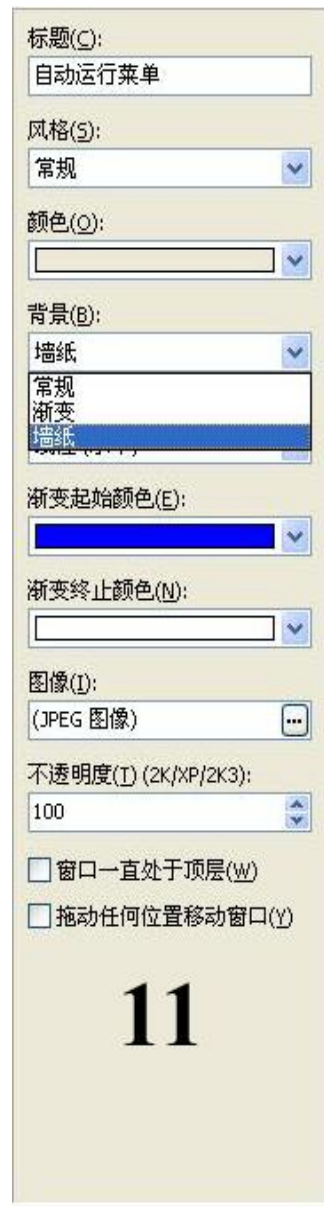 标题(C):
自动运行菜单
风格(S):
常规
颜色(O):
背景(B):
墙纸
常规
渐变
墙纸
渐变起始颜色(E):
渐变终止颜色(N):
图像(I):
(JPEG 图像)
...
不透明度(T) (2K/XP/2K3):
100
窗口一直处于顶层(W)
拖动任何位置移动窗口(Y)
11